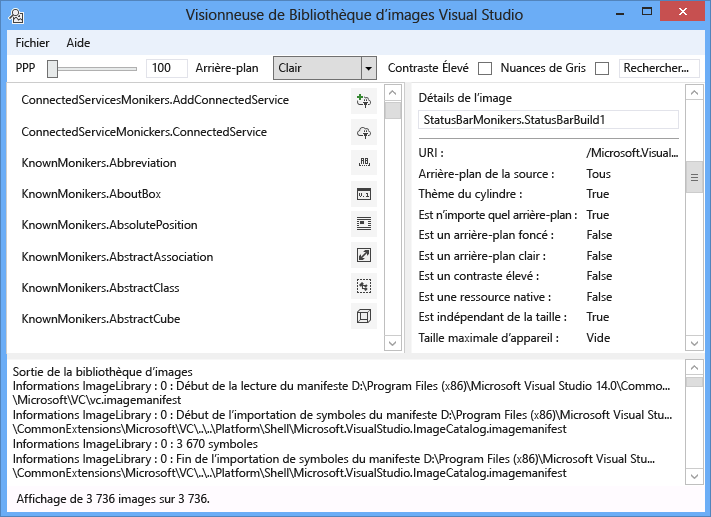 Visionneuse de Bibliothèque d'images Visual Studio
Fichier Aide
PPP 100 Arrière-plan Clair Contraste Élevé Nuances de Gris Rechercher...
ConnectedServicesMonikers.AddConnectedService
ConnectedServiceMonickers.ConnectedService
KnownMonikers.Abbreviation
KnownMonikers.AboutBox
KnownMonikers.AbsolutePosition
KnownMonikers.AbstractAssociation
KnownMonikers.AbstractClass
KnownMonikers.AbstractCube
Détails de l'image
StatusBarMonikers.StatusBarBuild1
URI : /Microsoft.Visual...
Arrière-plan de la source : Tous
Thème du cylindre : True
Est n'importe quel arrière-plan : True
Est un arrière-plan foncé : False
Est un arrière-plan clair : False
Est un contraste élevé : False
Est une ressource native : False
Est indépendant de la taille : True
Taille maximale d'appareil : Vide
Sortie de la bibliothèque d'images
Informations ImageLibrary : 0 : Début de la lecture du manifeste D:\Program Files (x86)\Microsoft Visual Studio 14.0\Commo...
\Microsoft\VC\vc.imagemanifest
Informations ImageLibrary : 0 : Début de l'importation de symboles du manifeste D:\Program Files (x86)\Microsoft Visual Stu...
\CommonExtensions\Microsoft\VC\..\..\Platform\Shell\Microsoft.VisualStudio.ImageCatalog.imagemanifest
Informations ImageLibrary : 0 : 3 670 symboles
Informations ImageLibrary : 0 : Fin de l'importation de symboles du manifeste D:\Program Files (x86)\Microsoft Visual Stu...
\CommonExtensions\Microsoft\VC\..\..\Platform\Shell\Microsoft.VisualStudio.ImageCatalog.imagemanifest
Affichage de 3 736 images sur 3 736.